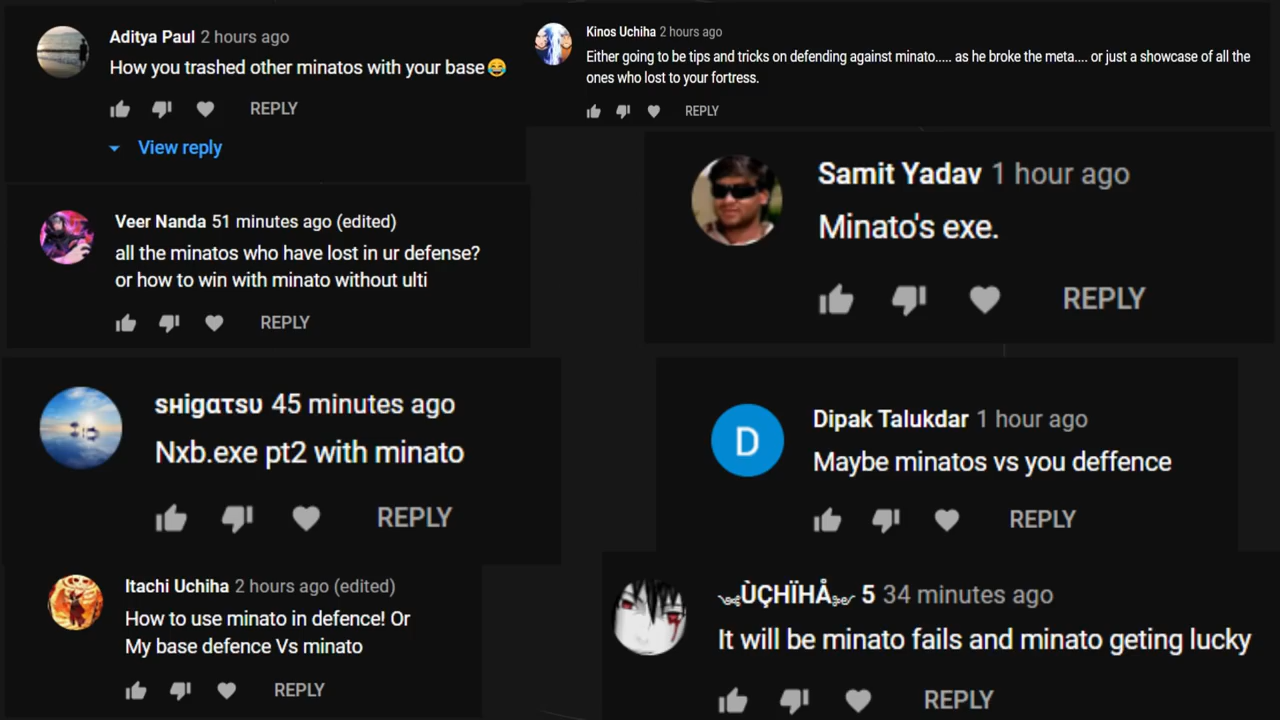 Aditya Paul 2 hours ago
How you trashed other minatos with your base😂
REPLY
View reply
Kinos Uchiha 2 hours ago
Either going to be tips and tricks on defending against minato..... as he broke the meta.... or just a showcase of all the
ones who lost to your fortress.
REPLY
Veer Nanda 51 minutes ago (edited)
all the minatos who have lost in ur defense?
or how to win with minato without ulti
REPLY
Samit Yadav 1 hour ago
Minato's exe.
REPLY
sнigαтsυ 45 minutes ago
Nxb.exe pt2 with minato
REPLY
D
Dipak Talukdar 1 hour ago
Maybe minatos vs you deffence
REPLY
Itachi Uchiha 2 hours ago (edited)
How to use minato in defence! Or
My base defence Vs minato
REPLY
ÙÇHÏHÅ 5 34 minutes ago
It will be minato fails and minato geting lucky
REPLY